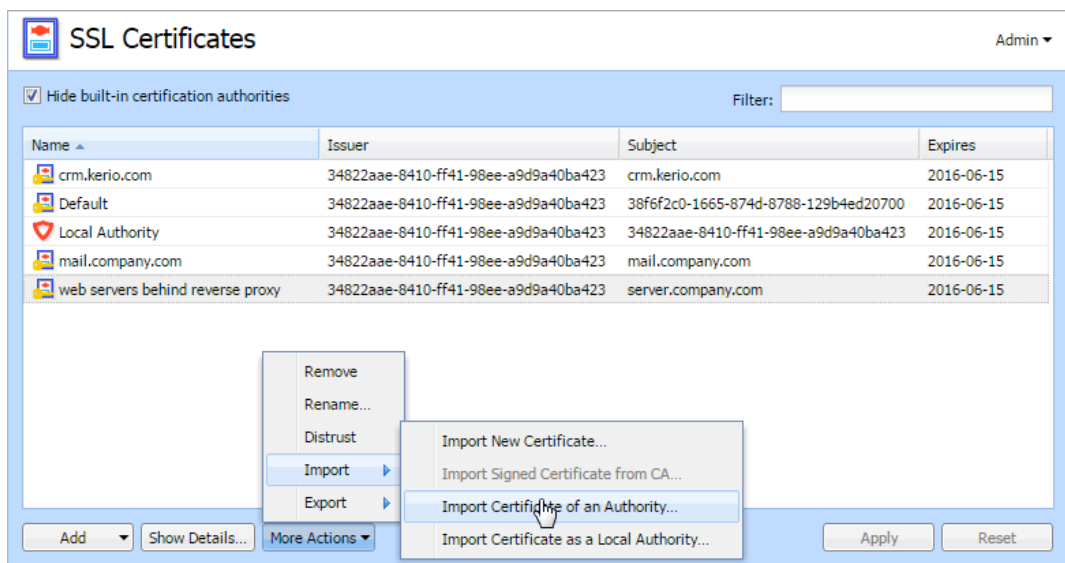 SSL Certificates
Admin
Hide built-in certification authorities
Filter:
Name Issuer Subject Expires
crm.kerio.com 34822aae-8410-ff41-98ee-a9d9a40ba423 crm.kerio.com 2016-06-15
Default 34822aae-8410-ff41-98ee-a9d9a40ba423 38f6f2c0-1665-874d-8788-129b4ed20700 2016-06-15
Local Authority 34822aae-8410-ff41-98ee-a9d9a40ba423 34822aae-8410-ff41-98ee-a9d9a40ba423 2016-06-15
mail.company.com 34822aae-8410-ff41-98ee-a9d9a40ba423 mail.company.com 2016-06-15
web servers behind reverse proxy 34822aae-8410-ff41-98ee-a9d9a40ba423 server.company.com 2016-06-15
Remove
Rename...
Distrust
Import
Export
Import New Certificate...
Import Signed Certificate from CA...
Import Certificate of an Authority...
Import Certificate as a Local Authority...
Add Show Details... More Actions Apply Reset